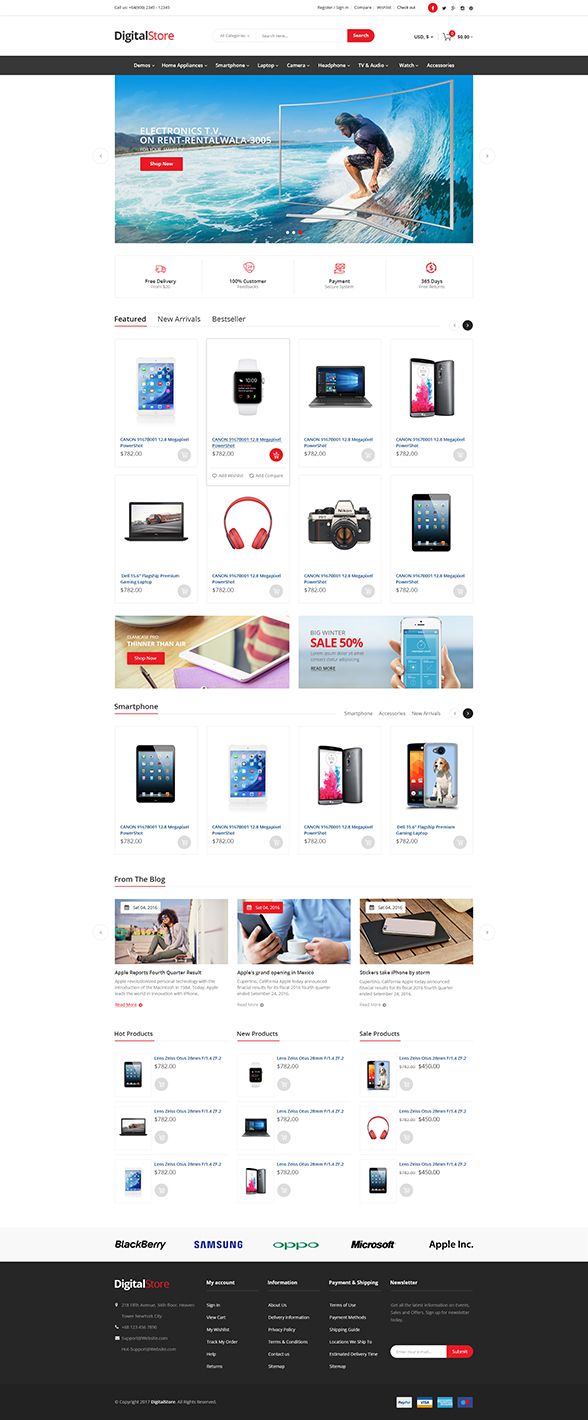 Call us: +04(900) 2345 - 12345
Register / Sign in
Compare
Wishlist
Check out
DigitalStore
All Categories
Search Here...
Search
USD, $
0
$0.00
Demos
Home Appliances
Smartphone
Laptop
Camera
Headphone
TV & Audio
Watch
Accessories
ELECTRONICS T.V.
ON RENT-RENTALWALA-3005
Shop Now
Free Delivery
From $20
100% Customer
Feedbacks
Payment
Secure System
365 Days
Free Returns
Featured
New Arrivals
Bestseller
CANON 91670001 12.8 Megapixel
PowerShot
$782.00
CANON 91670001 12.8 Megapixel
PowerShot
$782.00
Add Wishlist
Add Compare
CANON 91670001 12.8 Megapixel
PowerShot
$782.00
CANON 91670001 12.8 Megapixel
PowerShot
$782.00
Dell 15.6" Flagship Premium
Gaming Laptop
$782.00
CANON 91670001 12.8 Megapixel
PowerShot
$782.00
CANON 91670001 12.8 Megapixel
PowerShot
$782.00
CANON 91670001 12.8 Megapixel
PowerShot
$782.00
ELANCASE PRO
THINNER THAN AIR
Shop Now
BIG WINTER
SALE 50%
Lorem ipsum dolor sit amet
consect datur adipiscing
READ MORE
Smartphone
Smartphone
Accessories
New Arrivals
CANON 91670001 12.8 Megapixel
PowerShot
$782.00
CANON 91670001 12.8 Megapixel
PowerShot
$782.00
CANON 91670001 12.8 Megapixel
PowerShot
$782.00
Dell 15.6" Flagship Premium
Gaming Laptop
$782.00
From The Blog
Sat 04, 2016
Apple Reports Fourth Quarter Result
Apple revolutionized personal technology with the
introduction of the Macintosh in 1984. Today, Apple
leads the world in innovation with iPhone.
Read More
Sat 04, 2016
Apple's grand opening in Mexico
Cupertino, California Apple today announced
finacial results for its fiscal 2016 fourth quarter
ended Setember 24, 2016.
Read More
Sat 04, 2016
Stickers take iPhone by storm
Cupertino, California Apple today announced
finacial results for its fiscal 2016 fourth quarter
ended Setember 24, 2016.
Read More
Hot Products
Lens Zeiss Otus 28mm F/1.4 ZF.2
$782.00
Lens Zeiss Otus 28mm F/1.4 ZF.2
$782.00
Lens Zeiss Otus 28mm F/1.4 ZF.2
$782.00
New Products
Lens Zeiss Otus 28mm F/1.4 ZF.2
$782.00
Lens Zeiss Otus 28mm F/1.4 ZF.2
$782.00
Lens Zeiss Otus 28mm F/1.4 ZF.2
$782.00
Sale Products
Lens Zeiss Otus 28mm F/1.4 ZF.2
$782.00 $450.00
Lens Zeiss Otus 28mm F/1.4 ZF.2
$782.00 $450.00
Lens Zeiss Otus 28mm F/1.4 ZF.2
$782.00 $450.00
BlackBerry
SAMSUNG
oppo
Microsoft
Apple Inc.
DigitalStore
218 Fifth Avenue, 34th floor, Heaven
Tower NewYork City
+88 123 456 7890
Support@Website.com
Hot-Support@Website.com
My account
Sign In
View Cart
My Wishlist
Track My Order
Help
Returns
Information
About Us
Delivery Information
Privacy Policy
Terms & Conditions
Contact us
Sitemap
Payment & Shipping
Terms of Use
Payment Methods
Shipping Guide
Locations We Ship To
Estimated Delivery Time
Sitemap
Newsletter
Get all the latest information on Events,
Sales and Offers. Sign up for newsletter
today.
Enter your e-mail...
Submit
© Copyright 2017 DigitalStore. All Rights Reserved.
PayPal
VISA